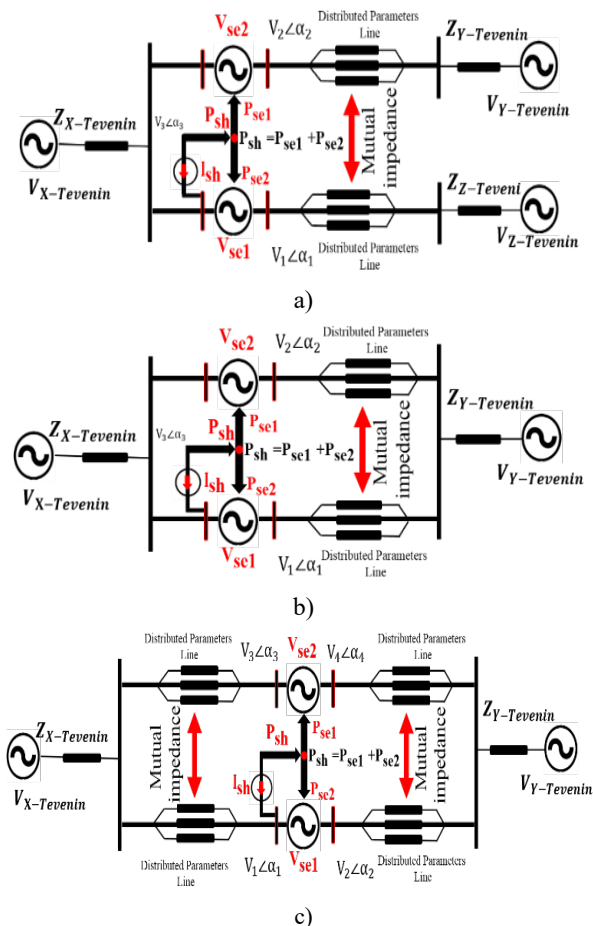 Distributed Parameters
Line
V_se2
V_2∠α_2
Z_Y−Tevenin
P_se1
P_sh
Z_X−Tevenin
V_3∠α_3
P_sh =P_se1 +P_se2
Mutual
impedance
V_Y−Tevenin
I_sh
P_se2
Z_Z−Teveni
V_X−Tevenin
V_se1
V_1∠α_1
Distributed Parameters
Line
V_Z−Tevenin
a)
Distributed Parameters
Line
V_se2
V_2∠α_2
Z_Y−Tevenin
P_se1
P_sh
Z_X−Tevenin
V_3∠α_3
P_sh =P_se1 +P_se2
Mutual
impedance
I_sh
P_se2
V_X−Tevenin
V_Y−Tevenin
V_se1
V_1∠α_1
Distributed Parameters
Line
b)
Distributed Parameters
Line
V_3∠α_3
V_se2
V_4∠α_4
Distributed Parameters
Line
Z_X−Tevenin
Mutual
impedance
P_se1
P_sh
P_sh =P_se1 +P_se2
Mutual
impedance
Z_Y−Tevenin
I_sh
P_se2
V_X−Tevenin
V_Y−Tevenin
Distributed Parameters
Line
V_1∠α_1
V_se1
V_2∠α_2
Distributed Parameters
Line
c)